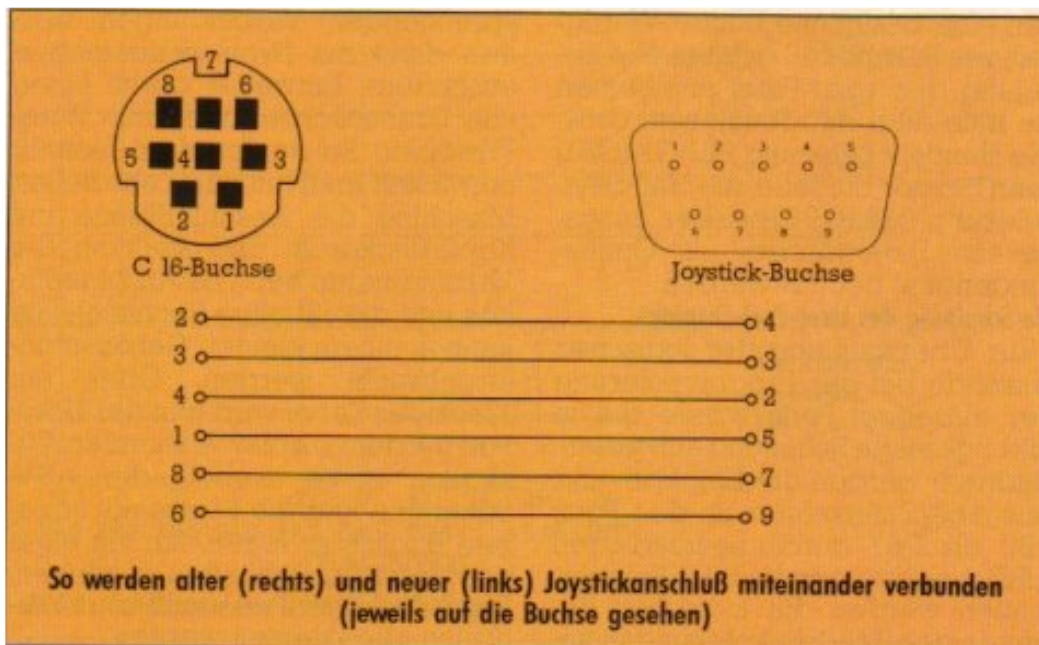 7
8 6
5 4 3
2 1
C 16-Buchse
1 2 3 4 5
6 7 8 9
Joystick-Buchse
2 4
3 3
4 2
1 5
8 7
6 9
So werden alter (rechts) und neuer (links) Joystickanschluß miteinander verbunden
(jeweils auf die Buchse gesehen)